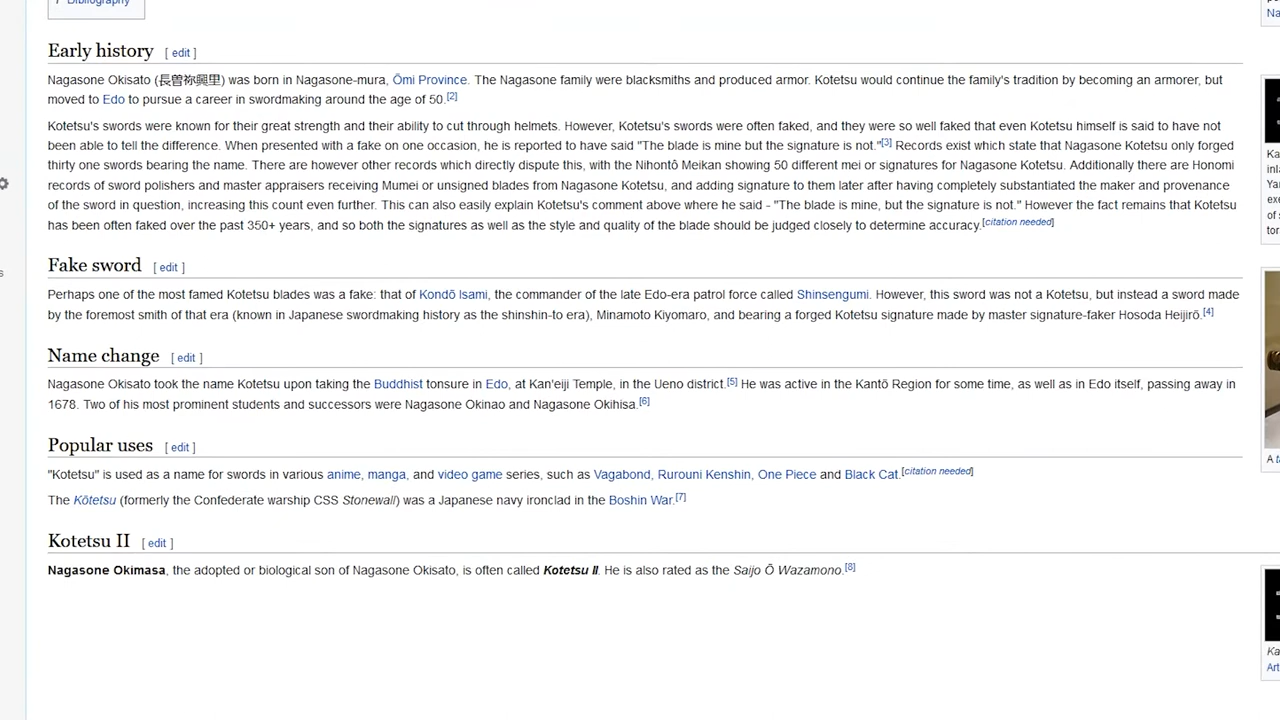 Bibliography
Early history [ edit ]
Nagasone Okisato (長曽祢興里) was born in Nagasone-mura, Ōmi Province. The Nagasone family were blacksmiths and produced armor. Kotetsu would continue the family's tradition by becoming an armorer, but
moved to Edo to pursue a career in swordmaking around the age of 50.[2]
Kotetsu's swords were known for their great strength and their ability to cut through helmets. However, Kotetsu's swords were often faked, and they were so well faked that even Kotetsu himself is said to have not
been able to tell the difference. When presented with a fake on one occasion, he is reported to have said "The blade is mine but the signature is not."[3] Records exist which state that Nagasone Kotetsu only forged
thirty one swords bearing the name. There are however other records which directly dispute this, with the Nihontō Meikan showing 50 different mei or signatures for Nagasone Kotetsu. Additionally there are Honomi
records of sword polishers and master appraisers receiving Mumei or unsigned blades from Nagasone Kotetsu, and adding signature to them later after having completely substantiated the maker and provenance
of the sword in question, increasing this count even further. This can also easily explain Kotetsu's comment above where he said - "The blade is mine, but the signature is not." However the fact remains that Kotetsu
has been often faked over the past 350+ years, and so both the signatures as well as the style and quality of the blade should be judged closely to determine accuracy.[citation needed]
Fake sword [ edit ]
Perhaps one of the most famed Kotetsu blades was a fake: that of Kondō Isami, the commander of the late Edo-era patrol force called Shinsengumi. However, this sword was not a Kotetsu, but instead a sword made
by the foremost smith of that era (known in Japanese swordmaking history as the shinshin-to era), Minamoto Kiyomaro, and bearing a forged Kotetsu signature made by master signature-faker Hosoda Heijirō.[4]
Name change [ edit ]
Nagasone Okisato took the name Kotetsu upon taking the Buddhist tonsure in Edo, at Kan'eiji Temple, in the Ueno district.[5] He was active in the Kantō Region for some time, as well as in Edo itself, passing away in
1678. Two of his most prominent students and successors were Nagasone Okinao and Nagasone Okihisa.[6]
Popular uses [ edit ]
"Kotetsu" is used as a name for swords in various anime, manga, and video game series, such as Vagabond, Rurouni Kenshin, One Piece and Black Cat.[citation needed]
The Kōtetsu (formerly the Confederate warship CSS Stonewall) was a Japanese navy ironclad in the Boshin War.[7]
Kotetsu II [ edit ]
Nagasone Okimasa, the adopted or biological son of Nagasone Okisato, is often called Kotetsu II. He is also rated as the Saijo Ō Wazamono.[8]
Na
Ka
inla
Ya
exe
of s
tor
A t
Ka
Art